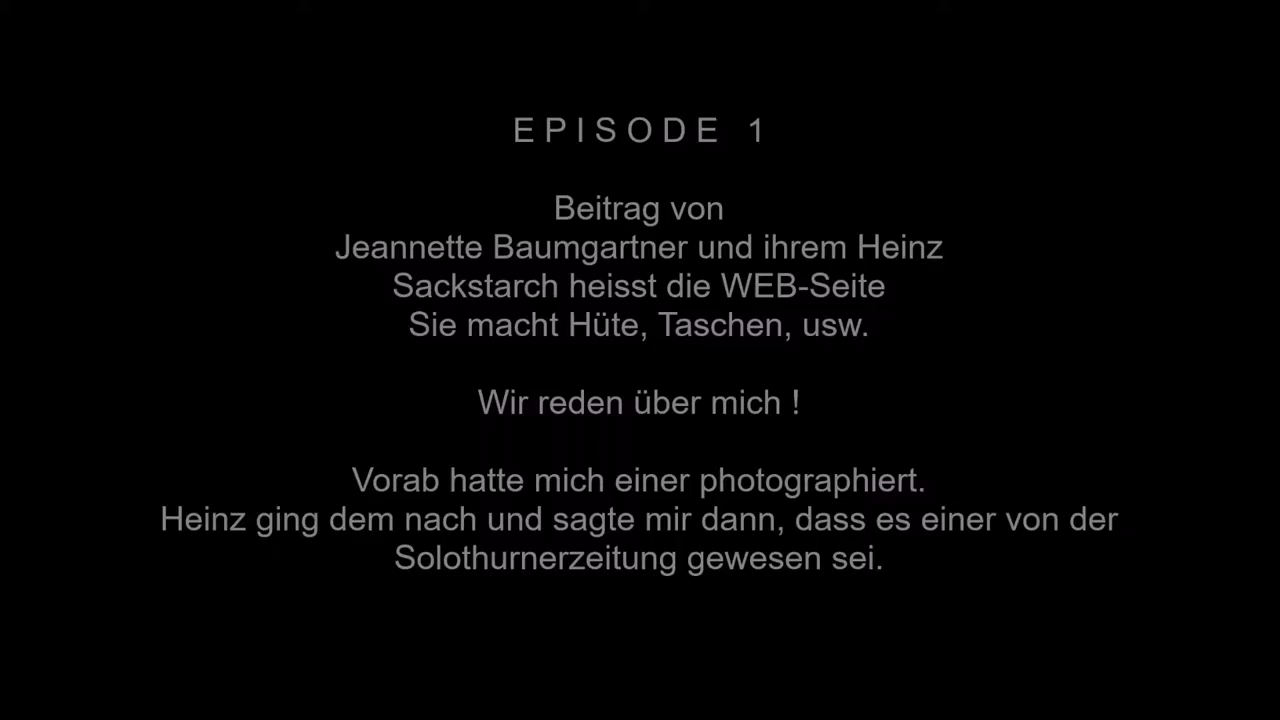 EPISODE 1
Beitrag von
Jeannette Baumgartner und ihrem Heinz
Sackstarch heisst die WEB-Seite
Sie macht Hüte, Taschen, usw.
Wir reden über mich !
Vorab hatte mich einer photographiert.
Heinz ging dem nach und sagte mir dann, dass es einer von der
Solothurnerzeitung gewesen sei.